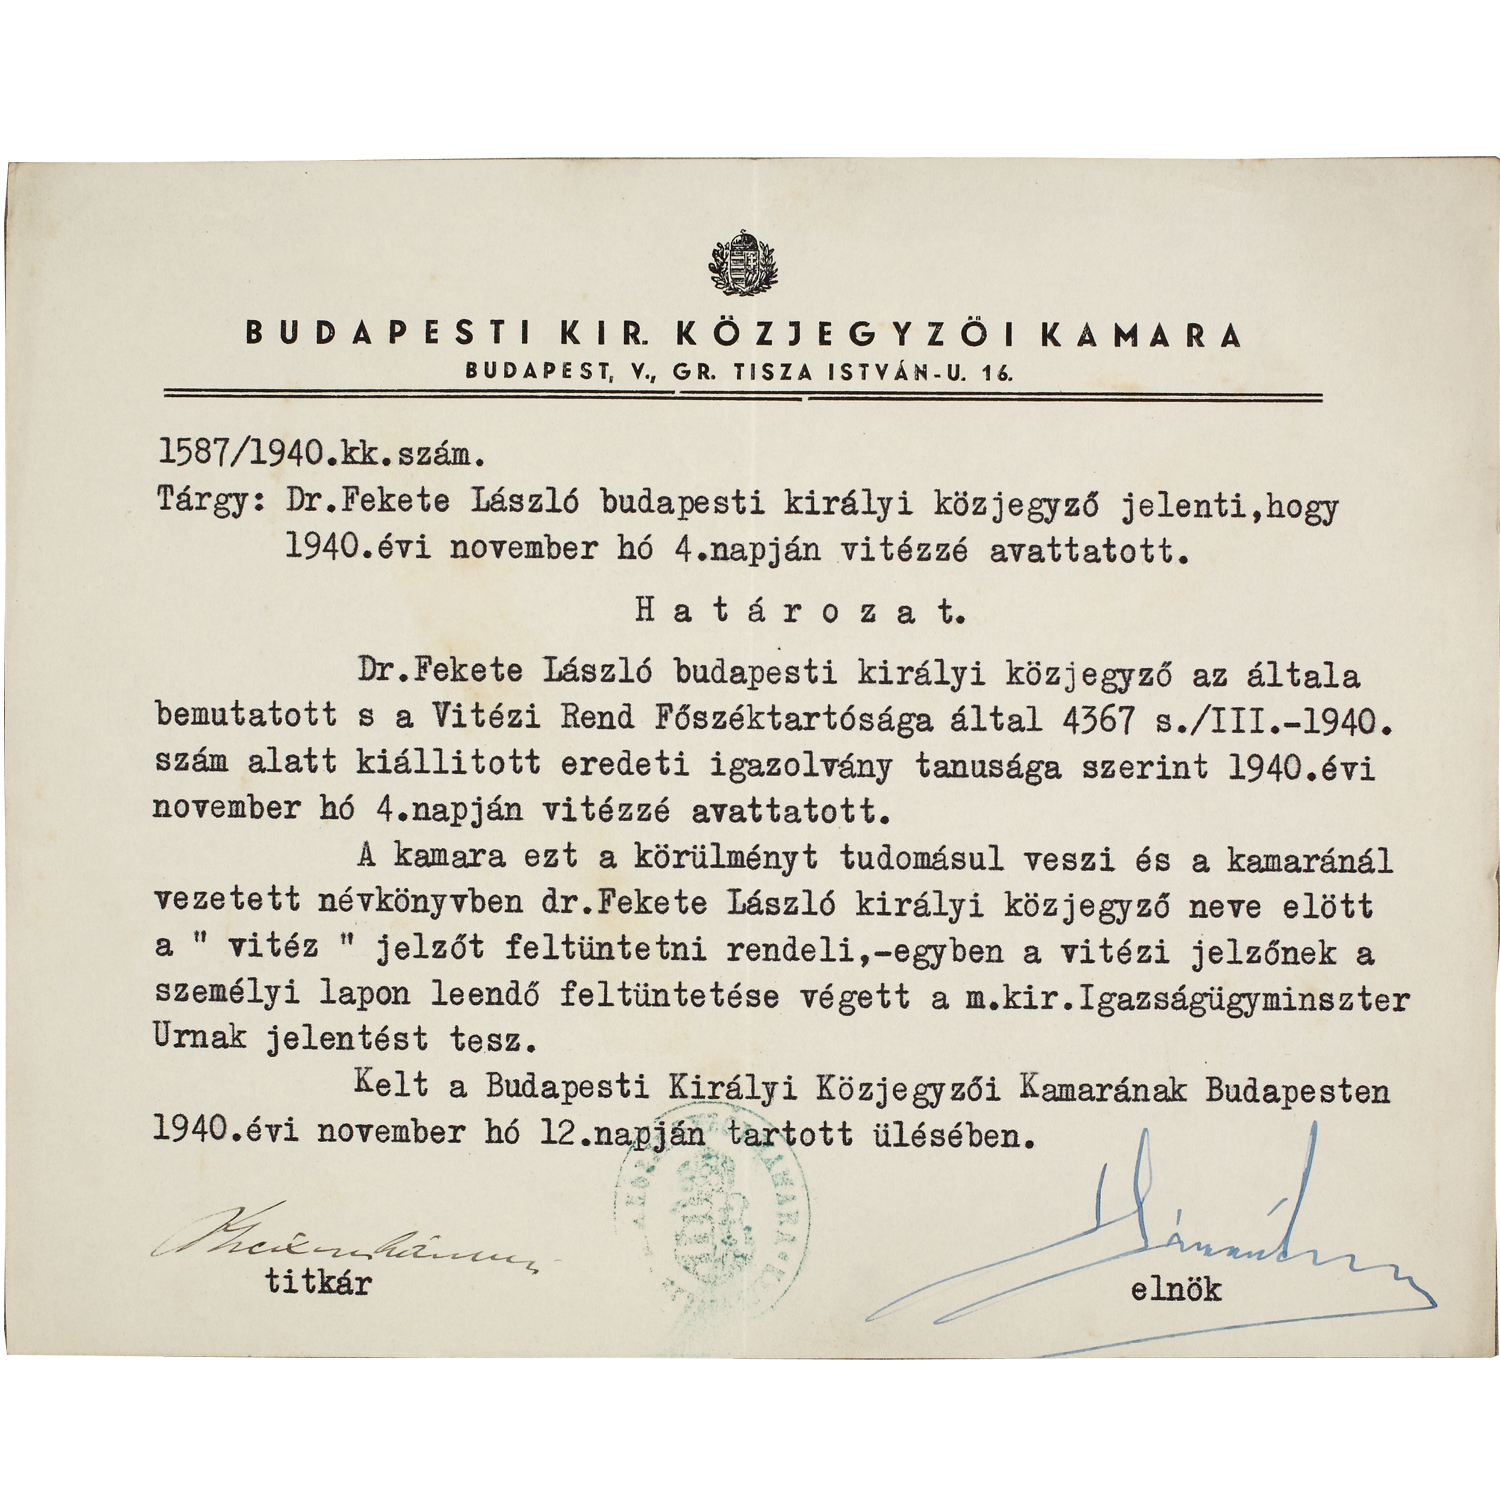 BUDAPESTI KIR. KÖZJEGYZŐI KAMARA
BUDAPEST, V., GR. TISZA ISTVÁN-U. 16.
1587/1940.kk.szám.
Tárgy: Dr.Fekete László budapesti királyi közjegyző jelenti,hogy
1940.évi november hó 4.napján vitézzé avattatott.
H a t á r o z a t.
Dr.Fekete László budapesti királyi közjegyző az általa
bemutatott s a Vitézi Rend Főszéktartósága által 4367 s./III.-1940.
szám alatt kiállitott eredeti igazolvány tanusága szerint 1940.évi
november hó 4.napján vitézzé avattatott.
A kamara ezt a körülményt tudomásul veszi és a kamaránál
vezetett névkönyvben dr.Fekete László királyi közjegyző neve elött
a " vitéz " jelzőt feltüntetni rendeli,-egyben a vitézi jelzőnek a
személyi lapon leendő feltüntetése végett a m.kir.Igazságügyminszter
Urnak jelentést tesz.
Kelt a Budapesti Királyi Közjegyzői Kamarának Budapesten
1940.évi november hó 12.napján tartott ülésében.
titkár
elnök